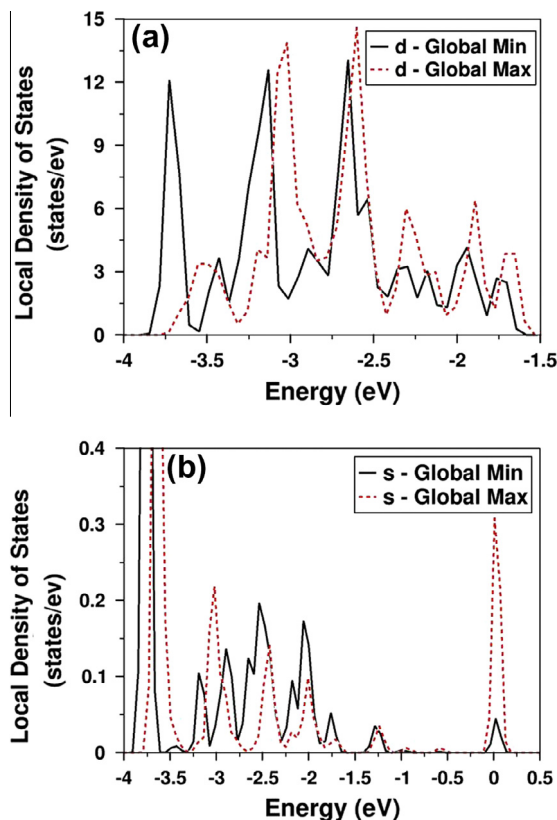 (a)
d - Global Min
d - Global Max
15
12
9
6
3
0
Local Density of States
(states/ev)
-4 -3.5 -3 -2.5 -2 -1.5
Energy (eV)
(b)
s - Global Min
s - Global Max
0.4
0.3
0.2
0.1
0
Local Density of States
(states/ev)
-4 -3.5 -3 -2.5 -2 -1.5 -1 -0.5 0 0.5
Energy (eV)